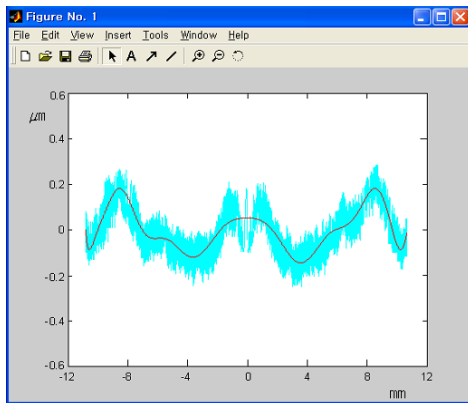 Figure No. 1
File Edit View Insert Tools Window Help
A
0.6
μm
0.4
0.2
0
-0.2
-0.4
-0.6
-12 -8 -4 0 4 8 12
mm